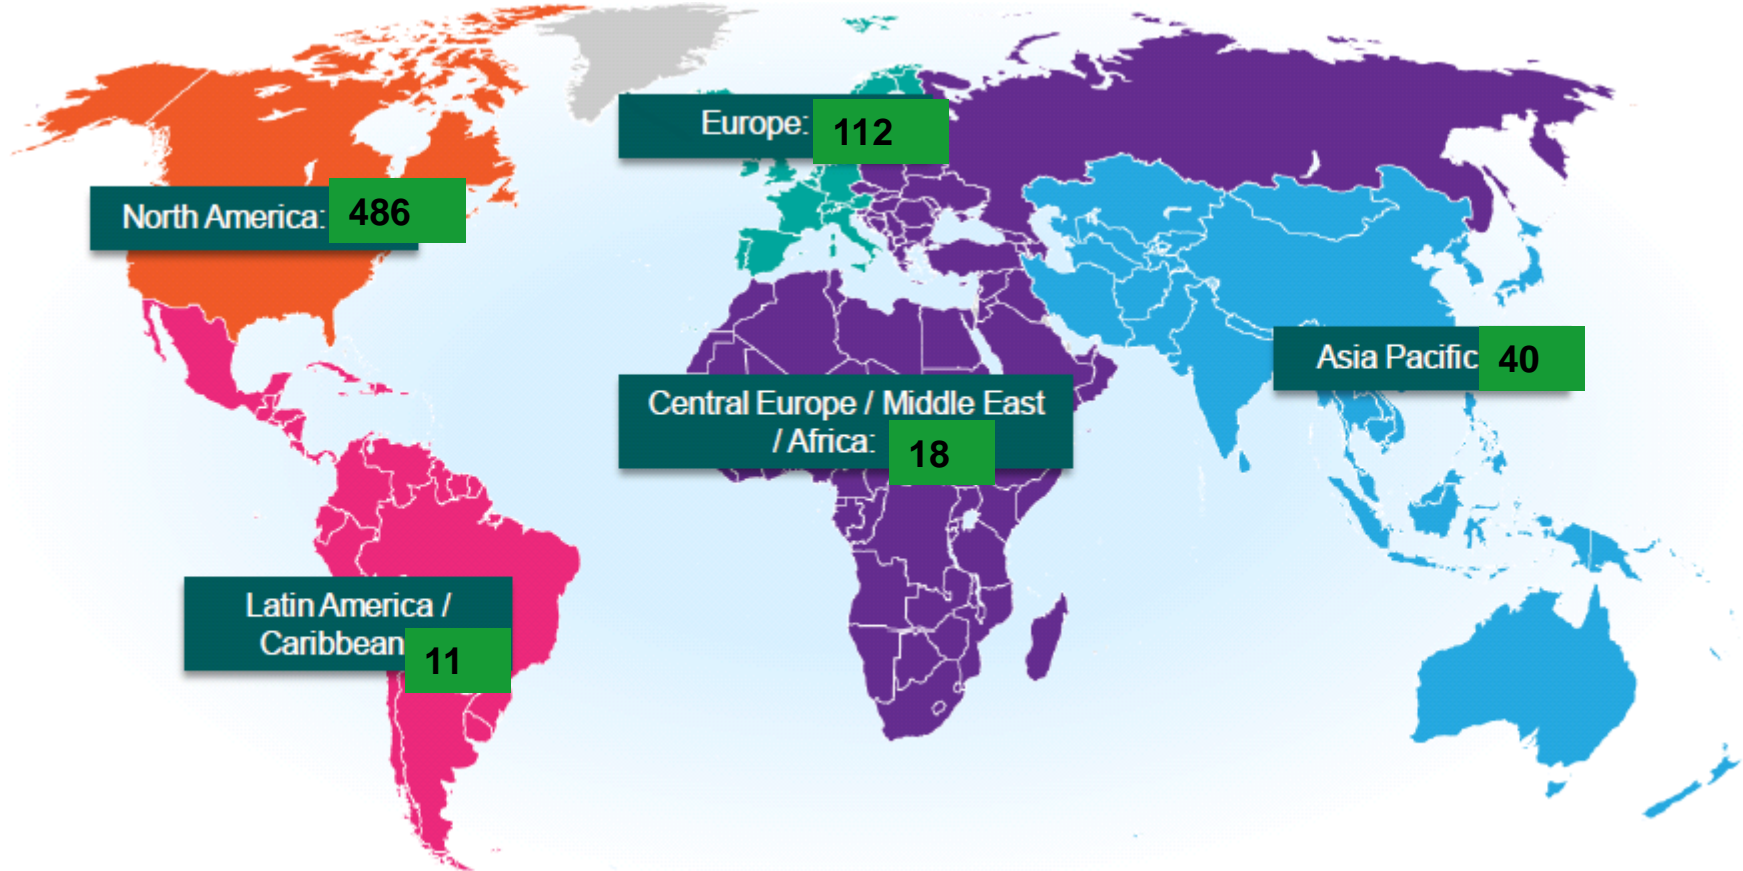 Europe: 112
North America: 486
Asia Pacific 40
Central Europe / Middle East
/ Africa: 18
Latin America /
Caribbean 11